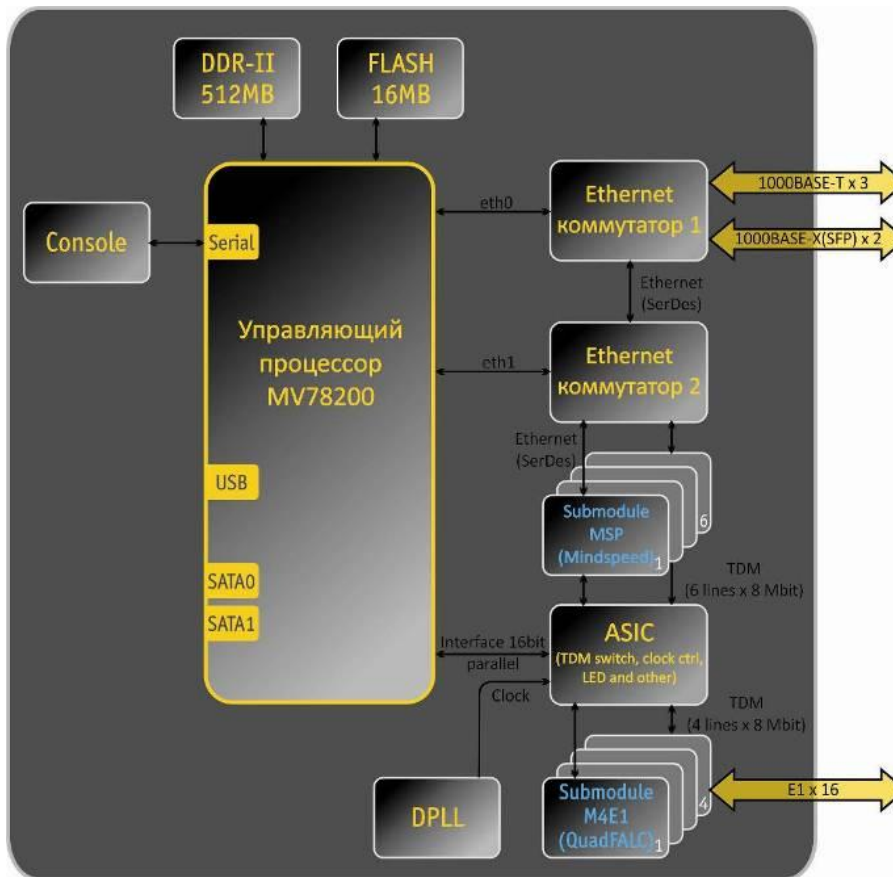 DDR-II
512MB
FLASH
16MB
1000BASE-T x 3
eth0
Ethernet
коммутатор 1
Console
Serial
1000BASE-X(SFP) x 2
Ethernet
(SerDes)
Управляющий
процессор
MV78200
eth1
Ethernet
коммутатор 2
Ethernet
(SerDes)
USB
6
Submodule
MSP
(Mindspeed)
1
TDM
(6 lines x 8 Mbit)
SATA0
SATA1
Interface 16bit
parallel
ASIC
(TDM switch, clock ctrl,
LED and other)
Clock
TDM
(4 lines x 8 Mbit)
DPLL
4
Submodule
M4E1
(QuadFALC)
1
E1 x 16